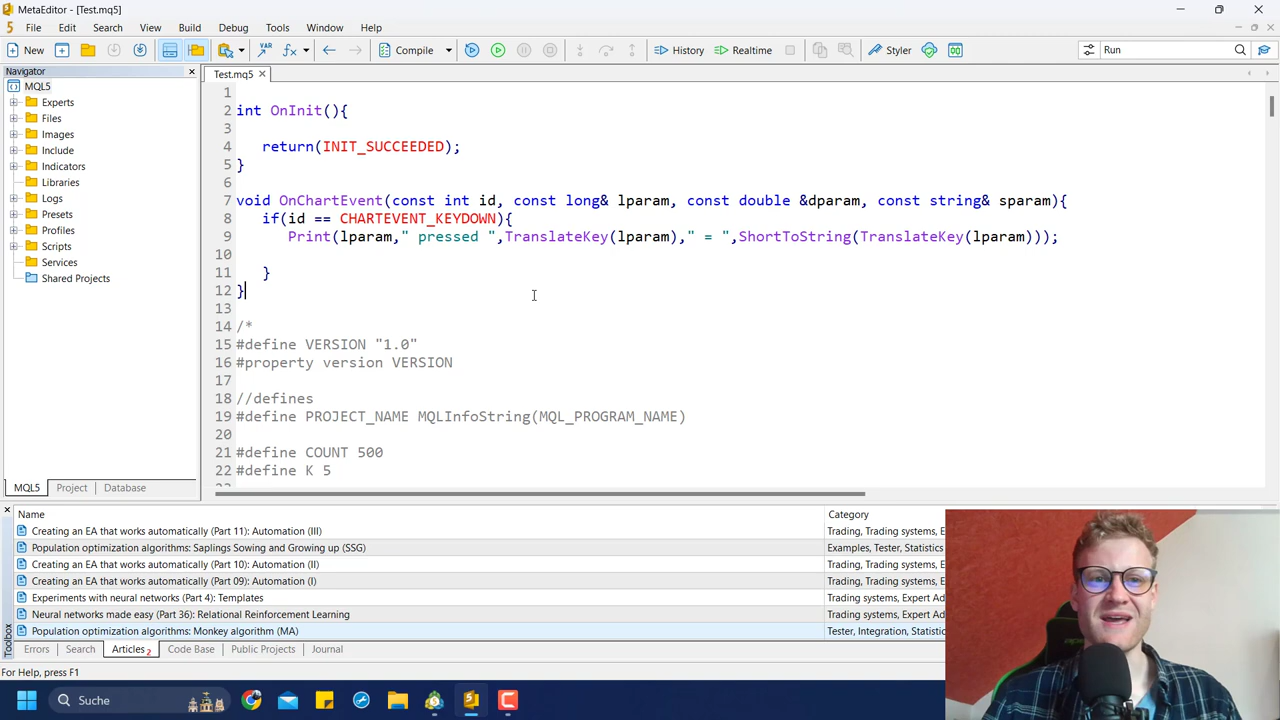 MetaEditor - [Test.mq5]
5 File Edit Search View Build Debug Tools Window Help
New Compile History Realtime Styler Run
Navigator
MQL5
Experts
Files
Images
Include
Indicators
Libraries
Logs
Presets
Profiles
Scripts
Services
Shared Projects
MQL5 Project Database
Test.mq5
1
2 int OnInit(){
3
4 return(INIT_SUCCEEDED);
5 }
6
7 void OnChartEvent(const int id, const long& lparam, const double &dparam, const string& sparam){
8 if(id == CHARTEVENT_KEYDOWN){
9 Print(lparam," pressed ",TranslateKey(lparam)," = ",ShortToString(TranslateKey(lparam)));
10
11 }
12 }
13
14 /*
15 #define VERSION "1.0"
16 #property version VERSION
17
18 //defines
19 #define PROJECT_NAME MQLInfoString(MQL_PROGRAM_NAME)
20
21 #define COUNT 500
22 #define K 5
Name Category
Creating an EA that works automatically (Part 11): Automation (III) Trading, Trading systems, E
Population optimization algorithms: Saplings Sowing and Growing up (SSG) Examples, Tester, Statistics
Creating an EA that works automatically (Part 10): Automation (II) Trading, Trading systems, E
Creating an EA that works automatically (Part 09): Automation (I) Trading, Trading systems, E
Experiments with neural networks (Part 4): Templates Trading systems, Expert Ad
Neural networks made easy (Part 36): Relational Reinforcement Learning Trading systems, Expert Ad
Population optimization algorithms: Monkey algorithm (MA) Tester, Integration, Statistic
Toolbox
Errors Search Articles 2 Code Base Public Projects Journal
For Help, press F1
Suche